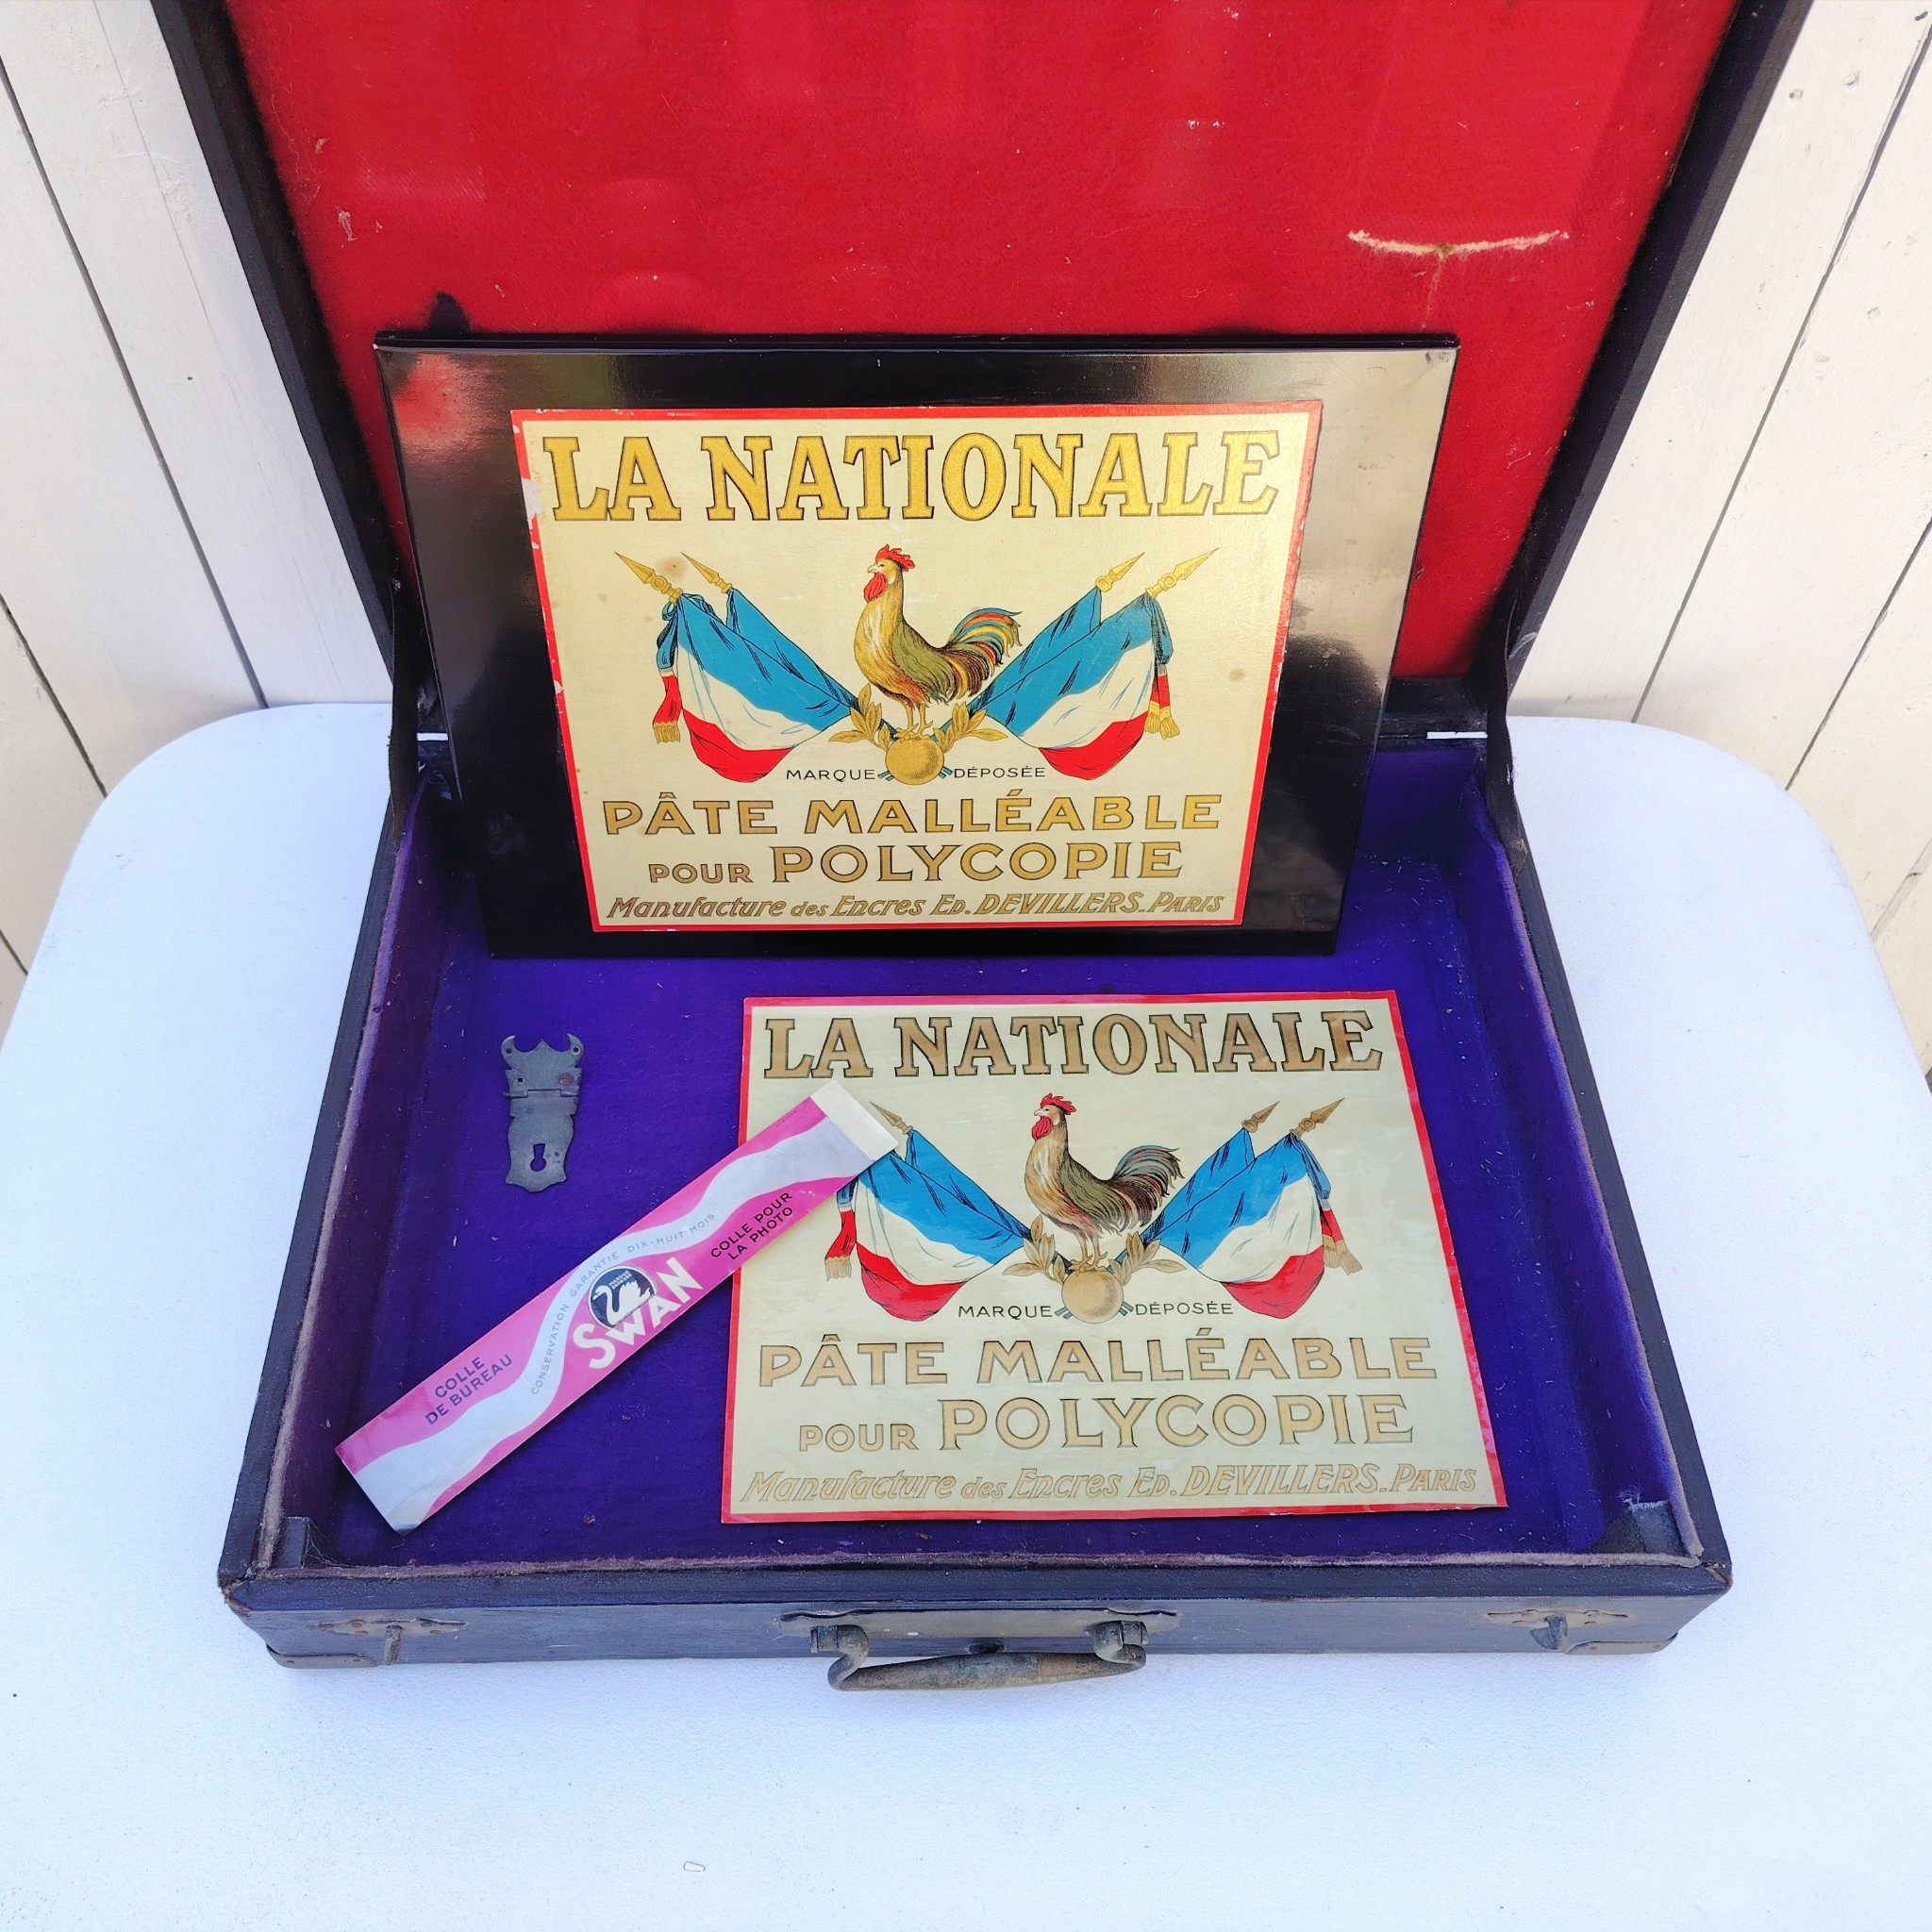 LA NATIONALE
MARQUE DÉPOSÉE
PÂTE MALLÉABLE
POUR POLYCOPIE
Manufacture des Encres ED. DEVILLERS. PARIS
LA NATIONALE
MARQUE DÉPOSÉE
PÂTE MALLÉABLE
POUR POLYCOPIE
Manufacture des Encres ED. DEVILLERS. PARIS
COLLE
DE BUREAU
CONSERVATION GARANTIE DIX-HUIT MOIS
SWAN
COLLE POUR
LA PHOTO